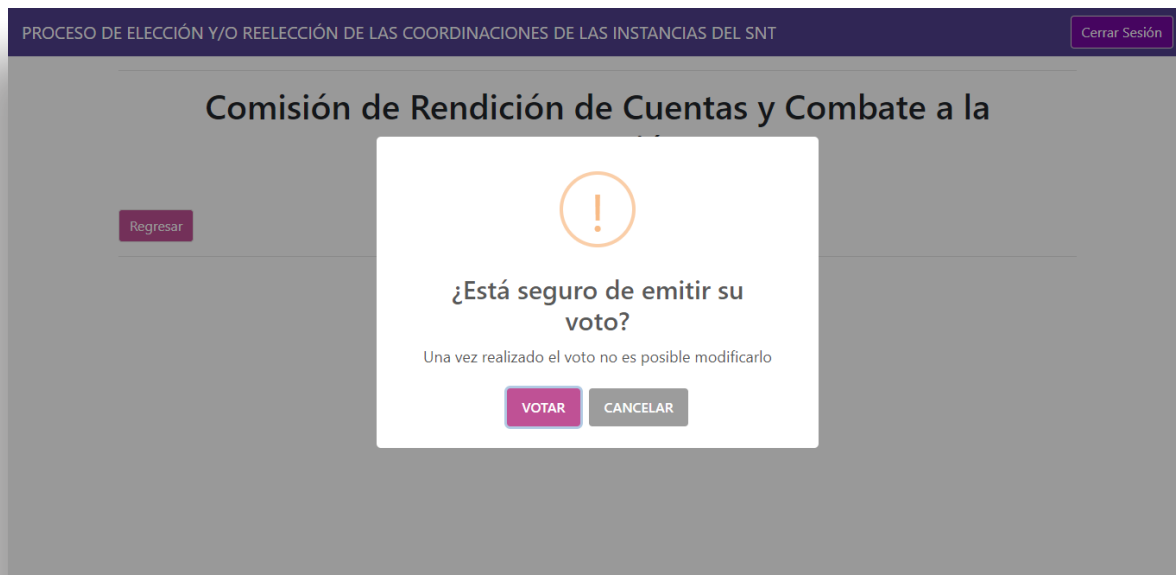 PROCESO DE ELECCIÓN Y/O REELECCIÓN DE LAS COORDINACIONES DE LAS INSTANCIAS DEL SNT
Cerrar Sesión
Comisión de Rendición de Cuentas y Combate a la
Regresar
!
¿Está seguro de emitir su
voto?
Una vez realizado el voto no es posible modificarlo
VOTAR
CANCELAR